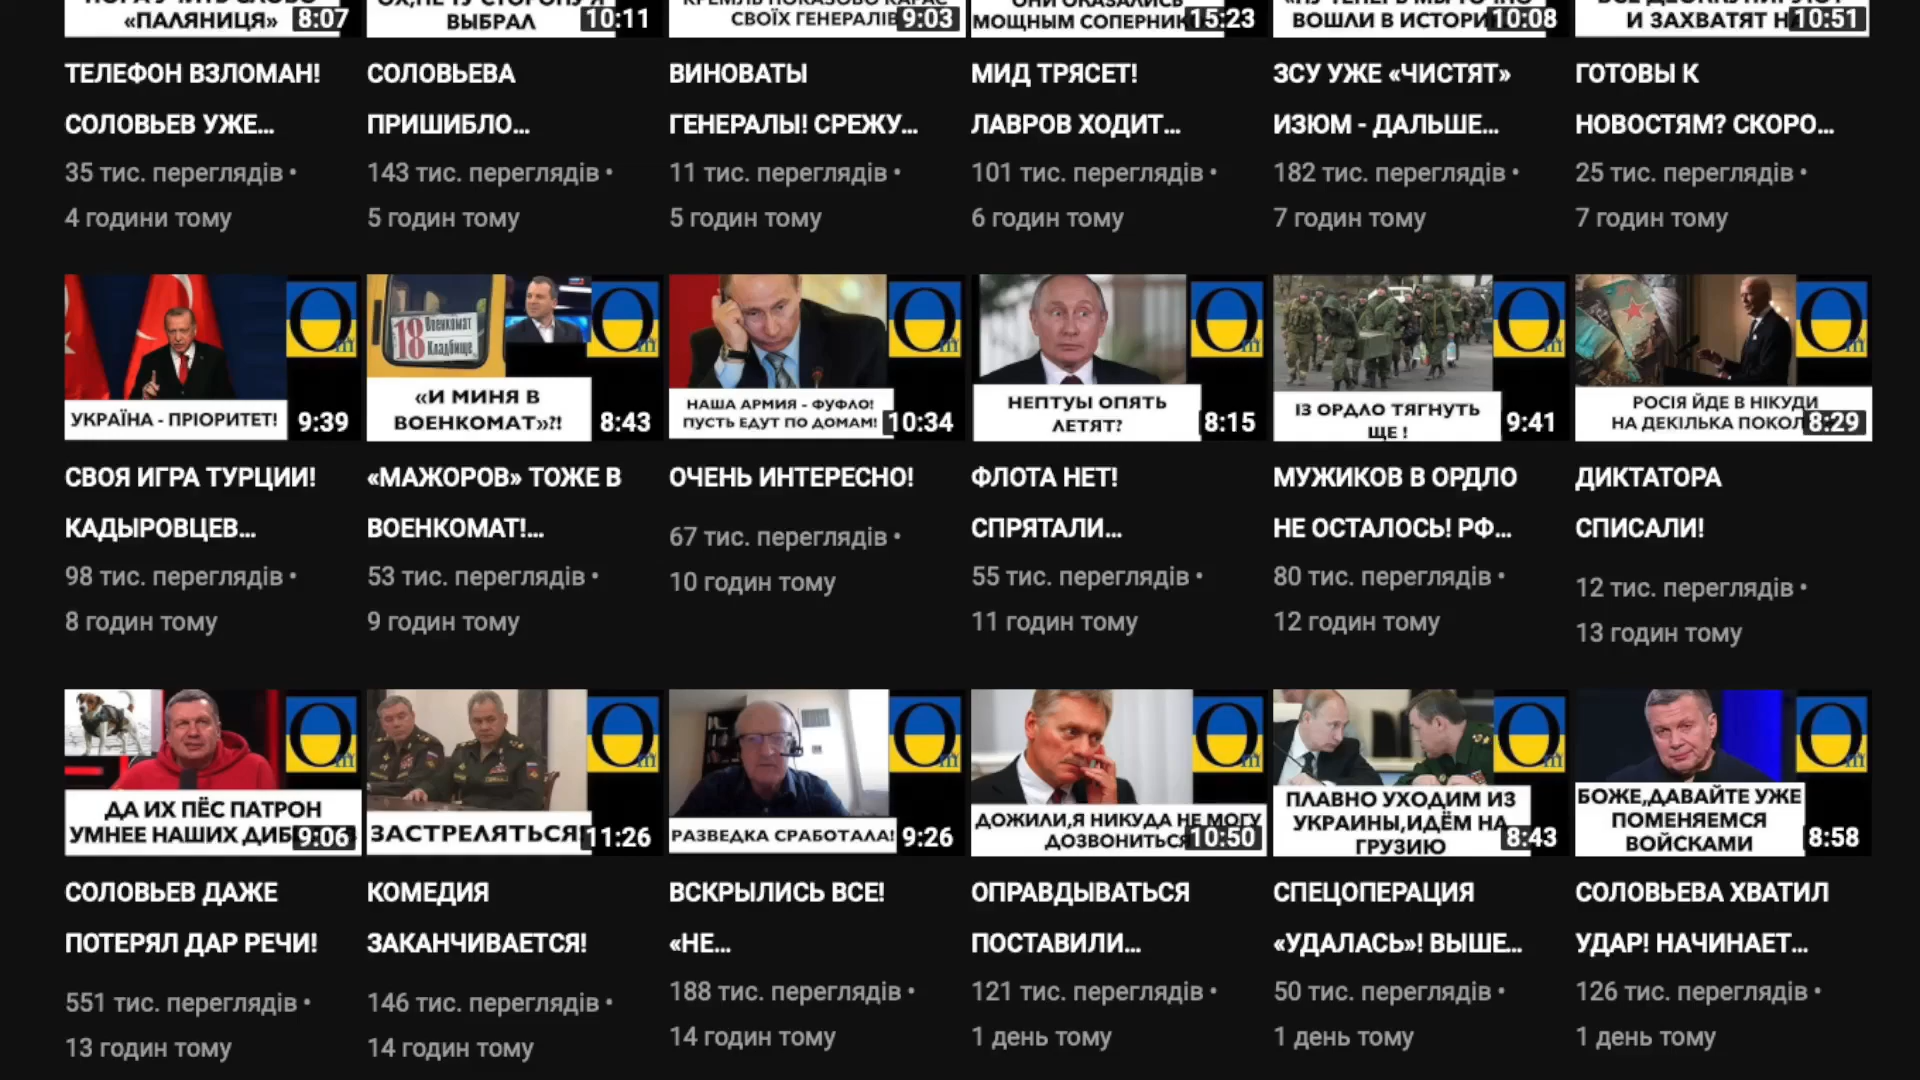 «ПАЛЯНИЦЯ» 8:07
ОХ,НЕ ТУ СТОРОНУ Я
ВЫБРАЛ 10:11
КРЕМЛЬ ПОКАЗОВО КАРАЄ
СВОЇХ ГЕНЕРАЛІВ 9:03
ОНИ ОКАЗАЛИСЬ
МОЩНЫМ СОПЕРНИК 15:23
ВОШЛИ В ИСТОРИ 10:08
И ЗАХВАТЯТ 10:51
ТЕЛЕФОН ВЗЛОМАН!
СОЛОВЬЕВ УЖЕ...
35 тис. переглядів •
4 години тому
СОЛОВЬЕВА
ПРИШИБЛО...
143 тис. переглядів •
5 годин тому
ВИНОВАТЫ
ГЕНЕРАЛЫ! СРЕЖУ...
11 тис. переглядів •
5 годин тому
МИД ТРЯСЕТ!
ЛАВРОВ ХОДИТ...
101 тис. переглядів •
6 годин тому
ЗСУ УЖЕ «ЧИСТЯТ»
ИЗЮМ - ДАЛЬШЕ...
182 тис. переглядів •
7 годин тому
ГОТОВЫ К
НОВОСТЯМ? СКОРО...
25 тис. переглядів •
7 годин тому
УКРАЇНА - ПРІОРИТЕТ! 9:39
18 Военкомат
Кладбище
«И МИНЯ В
ВОЕНКОМАТ»?! 8:43
НАША АРМИЯ - ФУФЛО!
ПУСТЬ ЕДУТ ПО ДОМАМ! 10:34
НЕПТУЫ ОПЯТЬ
ЛЕТЯТ? 8:15
ІЗ ОРДЛО ТЯГНУТЬ
ЩЕ ! 9:41
РОСІЯ ЙДЕ В НІКУДИ
НА ДЕКІЛЬКА ПОКОЛ 8:29
СВОЯ ИГРА ТУРЦИИ!
КАДЫРОВЦЕВ...
98 тис. переглядів •
8 годин тому
«МАЖОРОВ» ТОЖЕ В
ВОЕНКОМАТ!...
53 тис. переглядів •
9 годин тому
ОЧЕНЬ ИНТЕРЕСНО!
67 тис. переглядів •
10 годин тому
ФЛОТА НЕТ!
СПРЯТАЛИ...
55 тис. переглядів •
11 годин тому
МУЖИКОВ В ОРДЛО
НЕ ОСТАЛОСЬ! РФ...
80 тис. переглядів •
12 годин тому
ДИКТАТОРА
СПИСАЛИ!
12 тис. переглядів •
13 годин тому
ДА ИХ ПЁС ПАТРОН
УМНЕЕ НАШИХ ДИБ 9:06
ЗАСТРЕЛЯТЬСЯ! 11:26
РАЗВЕДКА СРАБОТАЛА! 9:26
ДОЖИЛИ,Я НИКУДА НЕ МОГУ
ДОЗВОНИТЬСЯ 10:50
ПЛАВНО УХОДИМ ИЗ
УКРАИНЫ,ИДЁМ НА
ГРУЗИЮ 8:43
БОЖЕ,ДАВАЙТЕ УЖЕ
ПОМЕНЯЕМСЯ
ВОЙСКАМИ 8:58
СОЛОВЬЕВ ДАЖЕ
ПОТЕРЯЛ ДАР РЕЧИ!
551 тис. переглядів •
13 годин тому
КОМЕДИЯ
ЗАКАНЧИВАЕТСЯ!
146 тис. переглядів •
14 годин тому
ВСКРЫЛИСЬ ВСЕ!
«НЕ...
188 тис. переглядів •
14 годин тому
ОПРАВДЫВАТЬСЯ
ПОСТАВИЛИ...
121 тис. переглядів •
1 день тому
СПЕЦОПЕРАЦИЯ
«УДАЛАСЬ»! ВЫШЕ...
50 тис. переглядів •
1 день тому
СОЛОВЬЕВА ХВАТИЛ
УДАР! НАЧИНАЕТ...
126 тис. переглядів •
1 день тому